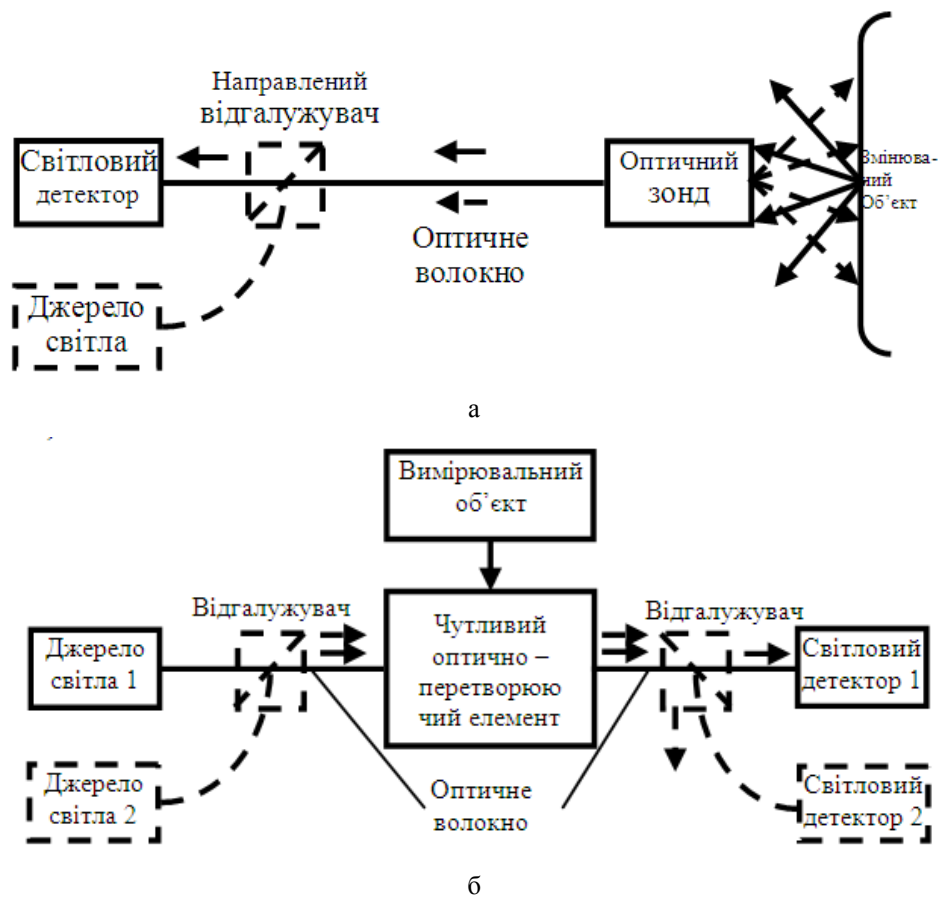 Направлений
відгалужувач
Світловий
детектор
Оптичний
зонд
Змінюва-
ний
Об’єкт
Оптичне
волокно
Джерело
світла
а
Вимірювальний
об’єкт
Відгалужувач
Відгалужувач
Джерело
світла 1
Чутливий
оптично –
перетворюю
чий елемент
Світловий
детектор 1
Джерело
світла 2
Оптичне
волокно
Світловий
детектор 2
б